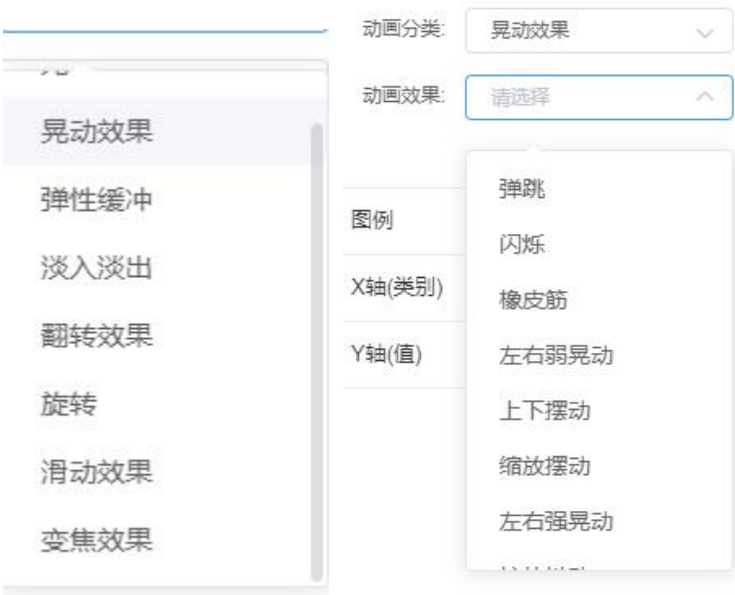 晃动效果
弹性缓冲
淡入淡出
翻转效果
旋转
滑动效果
变焦效果
动画分类: 晃动效果
动画效果: 请选择
图例
X轴(类别)
Y轴(值)
弹跳
闪烁
橡皮筋
左右弱晃动
上下摆动
缩放摆动
左右强晃动